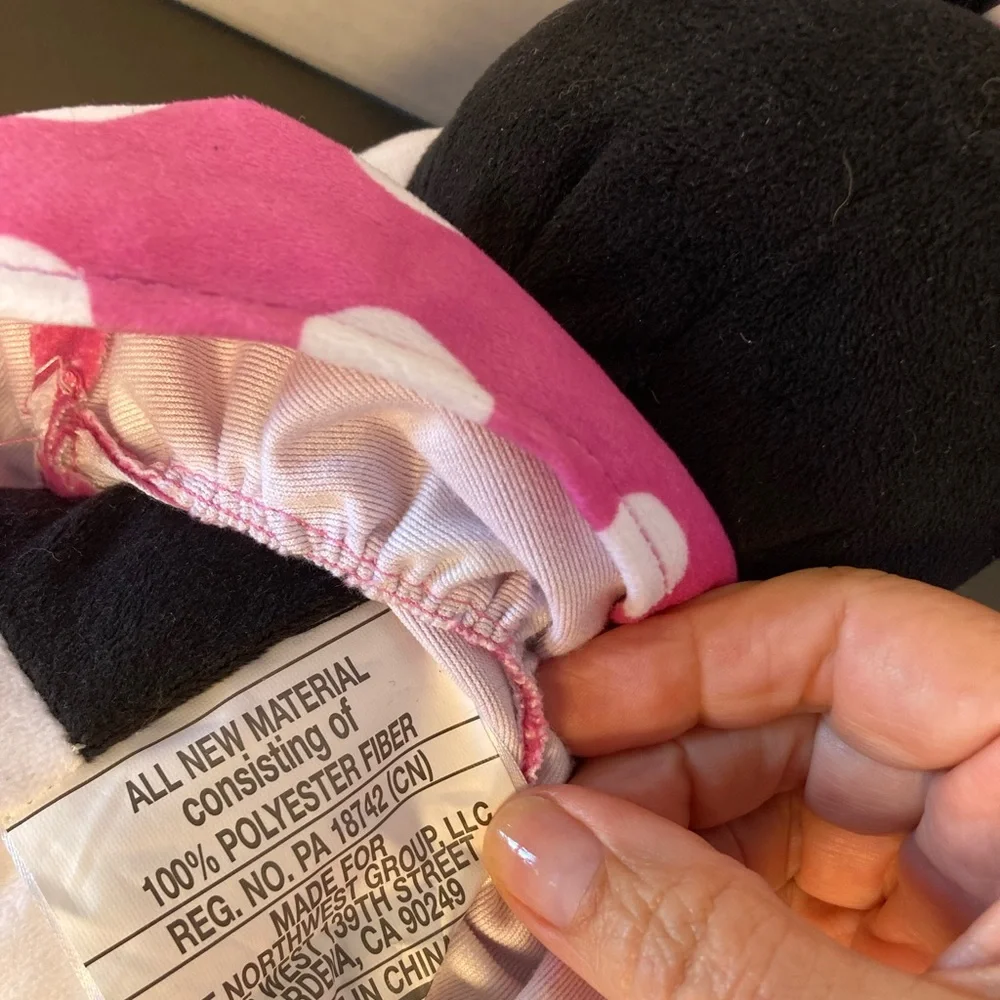 ALL NEW MATERIAL
consisting of
100% POLYESTER FIBER
REG. NO. PA 18742 (CN)
MADE FOR
NORTHWEST GROUP, LLC
WEST 139TH STREET
CA 90249
IN CHINA